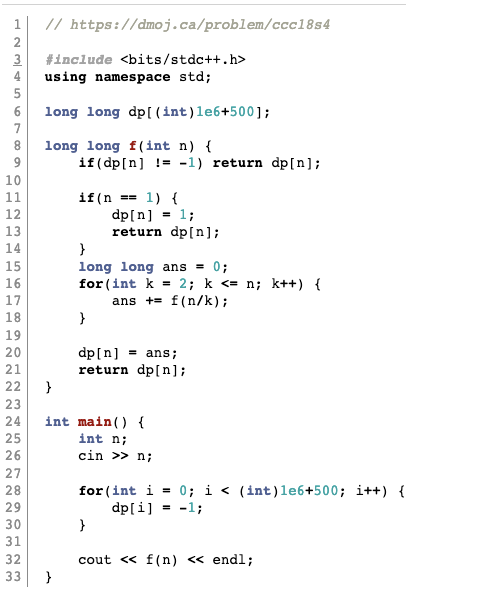 1 // https://dmoj.ca/problem/ccc18s4
2
3 #include <bits/stdc++.h>
4 using namespace std;
5
6 long long dp[(int)1e6+500];
7
8 long long f(int n) {
9     if(dp[n] != -1) return dp[n];
10
11     if(n == 1) {
12         dp[n] = 1;
13         return dp[n];
14     }
15     long long ans = 0;
16     for(int k = 2; k <= n; k++) {
17         ans += f(n/k);
18     }
19
20     dp[n] = ans;
21     return dp[n];
22 }
23
24 int main() {
25     int n;
26     cin >> n;
27
28     for(int i = 0; i < (int)1e6+500; i++) {
29         dp[i] = -1;
30     }
31
32     cout << f(n) << endl;
33 }